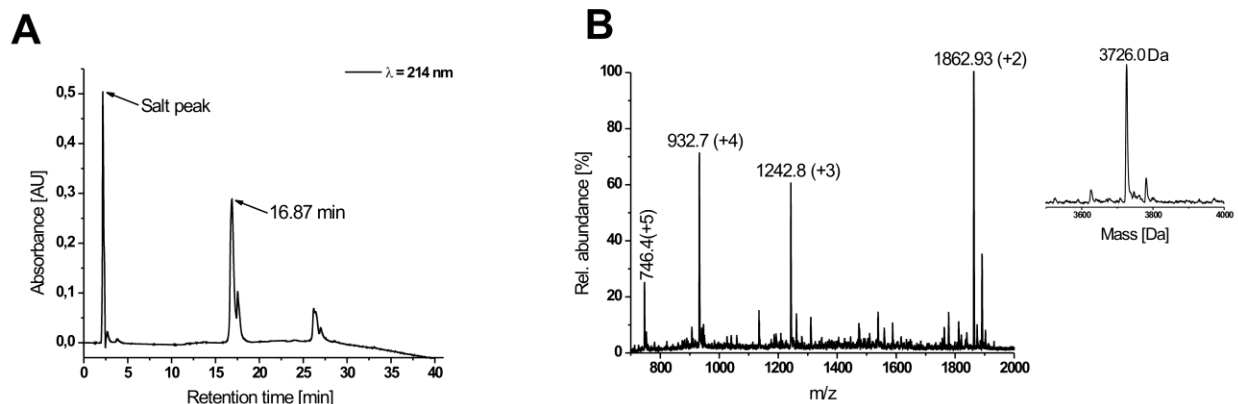 A
λ = 214 nm
Salt peak
16.87 min
Absorbance [AU]
0,5
0,4
0,3
0,2
0,1
0,0
0 5 10 15 20 25 30 35 40
Retention time [min]
B
1862.93 (+2)
932.7 (+4)
1242.8 (+3)
746.4(+5)
Rel. abundance [%]
100
80
60
40
20
0
800 1000 1200 1400 1600 1800 2000
m/z
3726.0 Da
3600 3800 4000
Mass [Da]